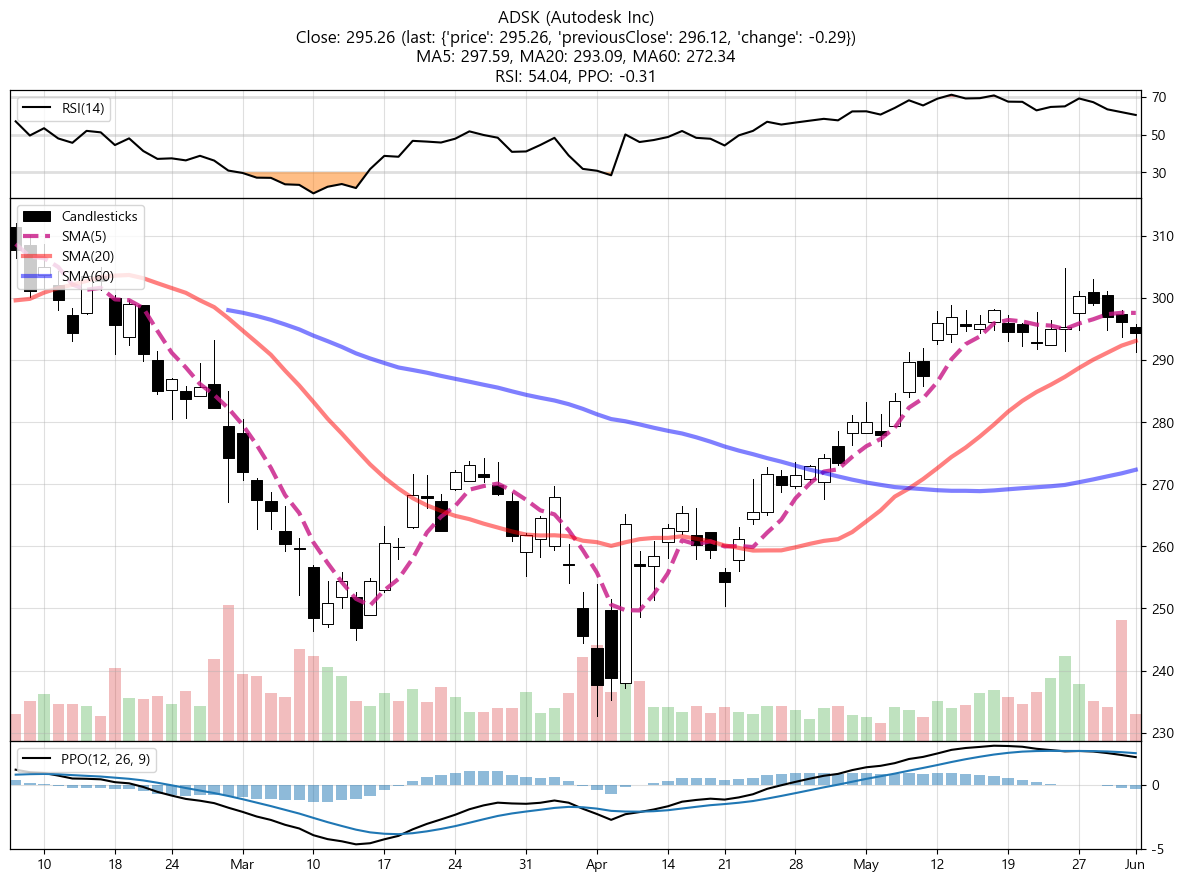 ADSK (Autodesk Inc)
Close: 295.26 (last: {'price': 295.26, 'previousClose': 296.12, 'change': -0.29})
MA5: 297.59, MA20: 293.09, MA60: 272.34
RSI: 54.04, PPO: -0.31
RSI(14)
70
50
30
Candlesticks
SMA(5)
SMA(20)
SMA(60)
310
300
290
280
270
260
250
240
230
PPO(12, 26, 9)
0
-5
10 18 24 Mar 10 17 24 31 Apr 14 21 28 May 12 19 27 Jun